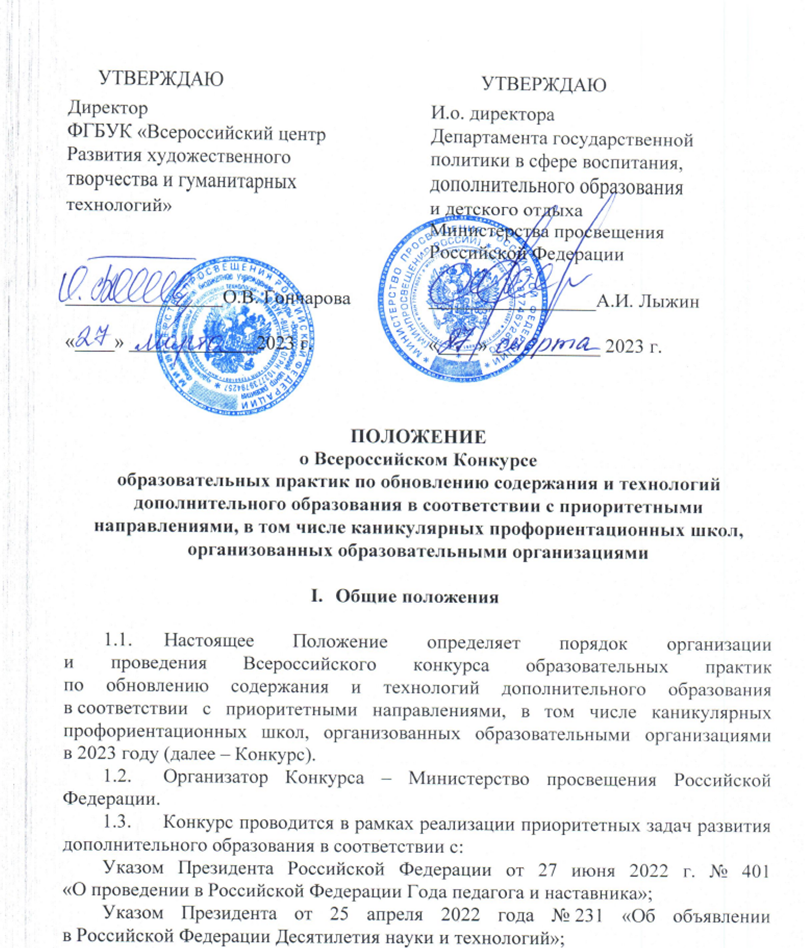 УТВЕРЖДАЮ
Директор
ФГБУК «Всероссийский центр
Развития художественного
творчества и гуманитарных
технологий»
О.В. Гончарова
«27» марта 2023 г.
УТВЕРЖДАЮ
И.о. директора
Департамента государственной
политики в сфере воспитания,
дополнительного образования
и детского отдыха
Министерства просвещения
Российской Федерации
А.И. Лыжин
«27» марта 2023 г.
ПОЛОЖЕНИЕ
о Всероссийском Конкурсе
образовательных практик по обновлению содержания и технологий
дополнительного образования в соответствии с приоритетными
направлениями, в том числе каникулярных профориентационных школ,
организованных образовательными организациями
I. Общие положения
1.1. Настоящее Положение определяет порядок организации
и проведения Всероссийского конкурса образовательных практик
по обновлению содержания и технологий дополнительного образования
в соответствии с приоритетными направлениями, в том числе каникулярных
профориентационных школ, организованных образовательными организациями
в 2023 году (далее – Конкурс).
1.2. Организатор Конкурса – Министерство просвещения Российской
Федерации.
1.3. Конкурс проводится в рамках реализации приоритетных задач развития
дополнительного образования в соответствии с:
Указом Президента Российской Федерации от 27 июня 2022 г. № 401
«О проведении в Российской Федерации Года педагога и наставника»;
Указом Президента от 25 апреля 2022 года № 231 «Об объявлении
в Российской Федерации Десятилетия науки и технологий»;